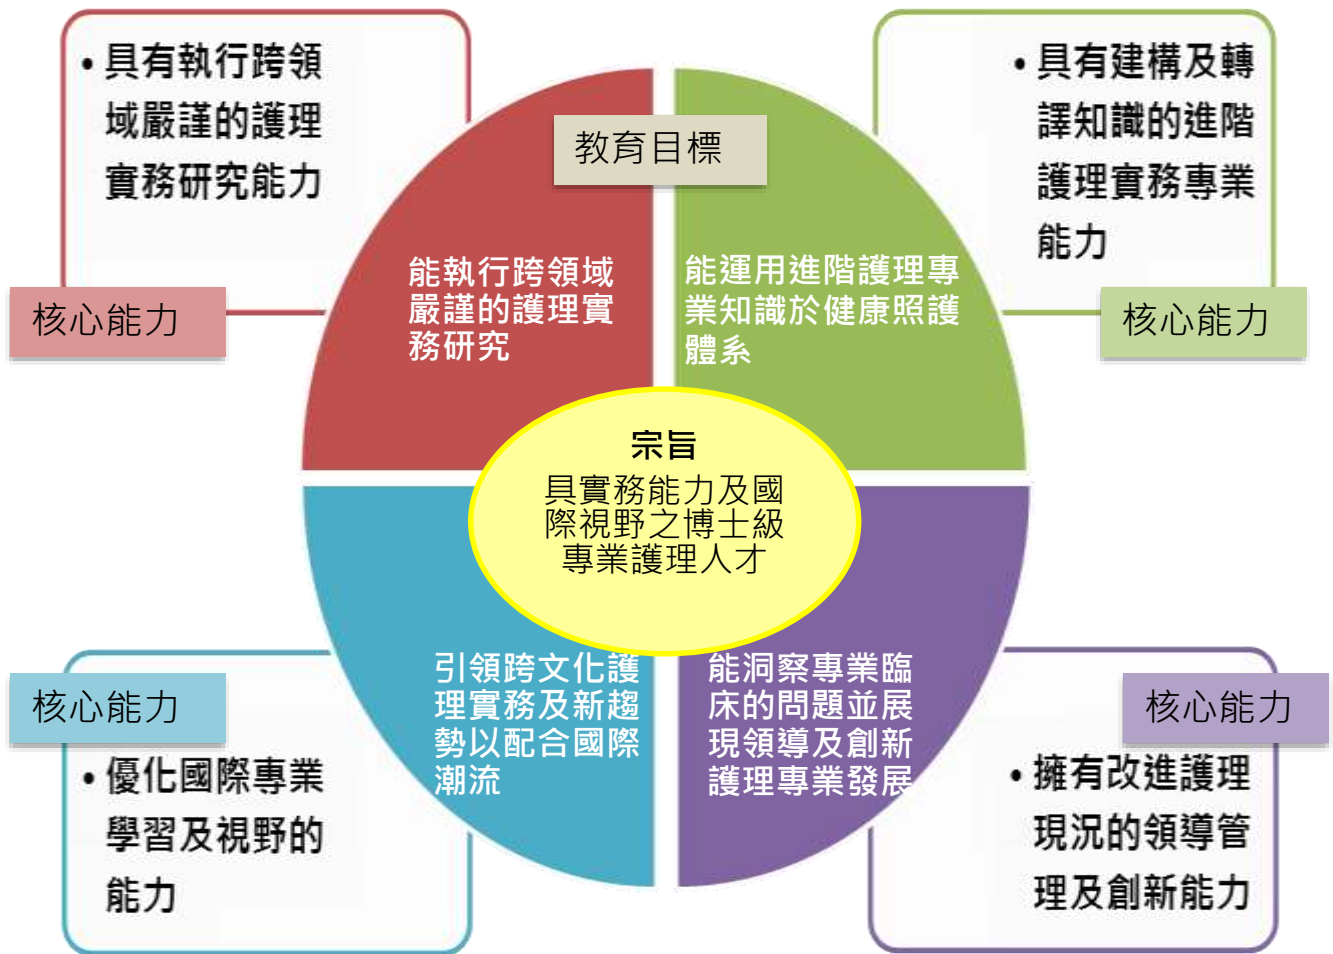 • 具有執行跨領
域嚴謹的護理
實務研究能力
核心能力
教育目標
• 具有建構及轉
譯知識的進階
護理實務專業
能力
核心能力
能執行跨領域
嚴謹的護理實
務研究
能運用進階護理專
業知識於健康照護
體系
宗旨
具實務能力及國
際視野之博士級
專業護理人才
引領跨文化護
理實務及新趨
勢以配合國際
潮流
能洞察專業臨
床的問題並展
現領導及創新
護理專業發展
核心能力
• 優化國際專業
學習及視野的
能力
核心能力
• 擁有改進護理
現況的領導管
理及創新能力